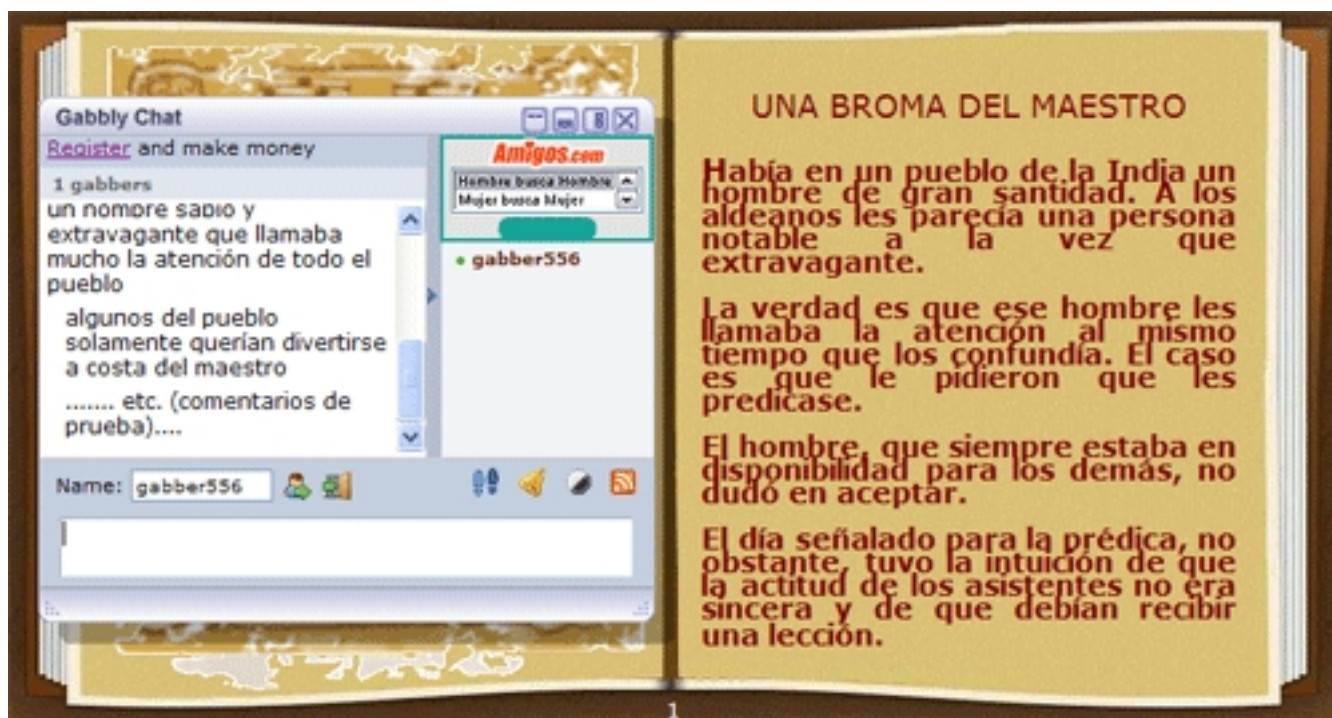 Gabbly Chat
Register and make money
1 gabbers
un hombre sabio y
extravagante que llamaba
mucho la atención de todo el
pueblo
algunos del pueblo
solamente querían divertirse
a costa del maestro
....... etc. (comentarios de
prueba)....
Amigos.com
Hombre busca Hombre
Mujer busca Mujer
• gabber556
Name: gabber556
UNA BROMA DEL MAESTRO
Había en un pueblo de la India un
hombre de gran santidad. A los
aldeanos les parecía una persona
notable a la vez que
extravagante.
La verdad es que ese hombre les
llamaba la atención al mismo
tiempo que los confundía. El caso
es que le pidieron que les
predicase.
El hombre, que siempre estaba en
disponibilidad para los demás, no
dudó en aceptar.
El día señalado para la prédica, no
obstante, tuvo la intuición de que
la actitud de los asistentes no era
sincera y de que debían recibir
una lección.
1